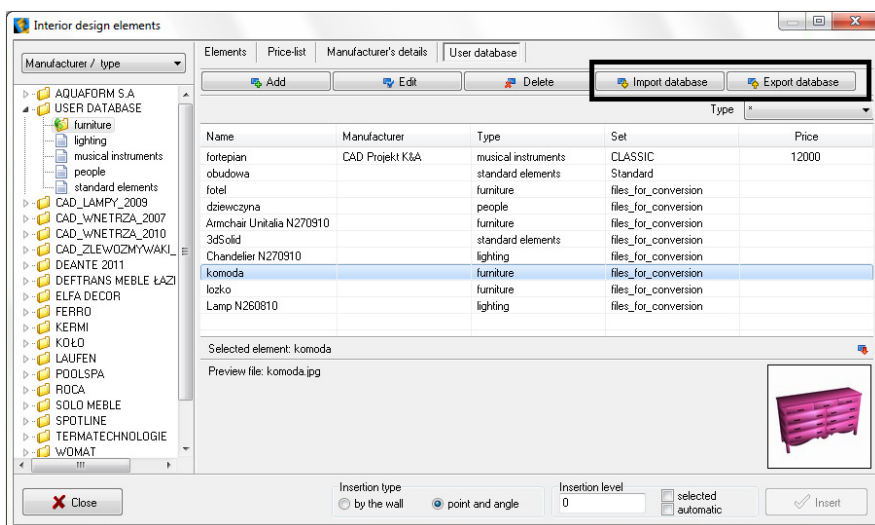 Interior design elements
Manufacturer / type
Elements Price-list Manufacturer's details User database
Add Edit Delete Import database Export database
Type *
AQUAFORM S.A
USER DATABASE
furniture
lighting
musical instruments
people
standard elements
CAD_LAMPY_2009
CAD_WNETRZA_2007
CAD_WNETRZA_2010
CAD_ZLEWOZMYWAKI_
DEANTE 2011
DEFTRANS MEBLE ŁAZI
ELFA DECOR
FERRO
KERMI
KOŁO
LAUFEN
POOLSPA
ROCA
SOLO MEBLE
SPOTLINE
TERMATECHNOLOGIE
WOMAT
Name Manufacturer Type Set Price
fortepian CAD Projekt K&A musical instruments CLASSIC 12000
obudowa standard elements Standard
fotel furniture files_for_conversion
dziewczyna people files_for_conversion
Armchair Unitalia N270910 furniture files_for_conversion
3dSolid standard elements files_for_conversion
Chandelier N270910 lighting files_for_conversion
komoda furniture files_for_conversion
lozko furniture files_for_conversion
Lamp N260810 lighting files_for_conversion
Selected element: komoda
Preview file: komoda.jpg
Close
Insertion type
by the wall point and angle
Insertion level
0
selected
automatic
Insert